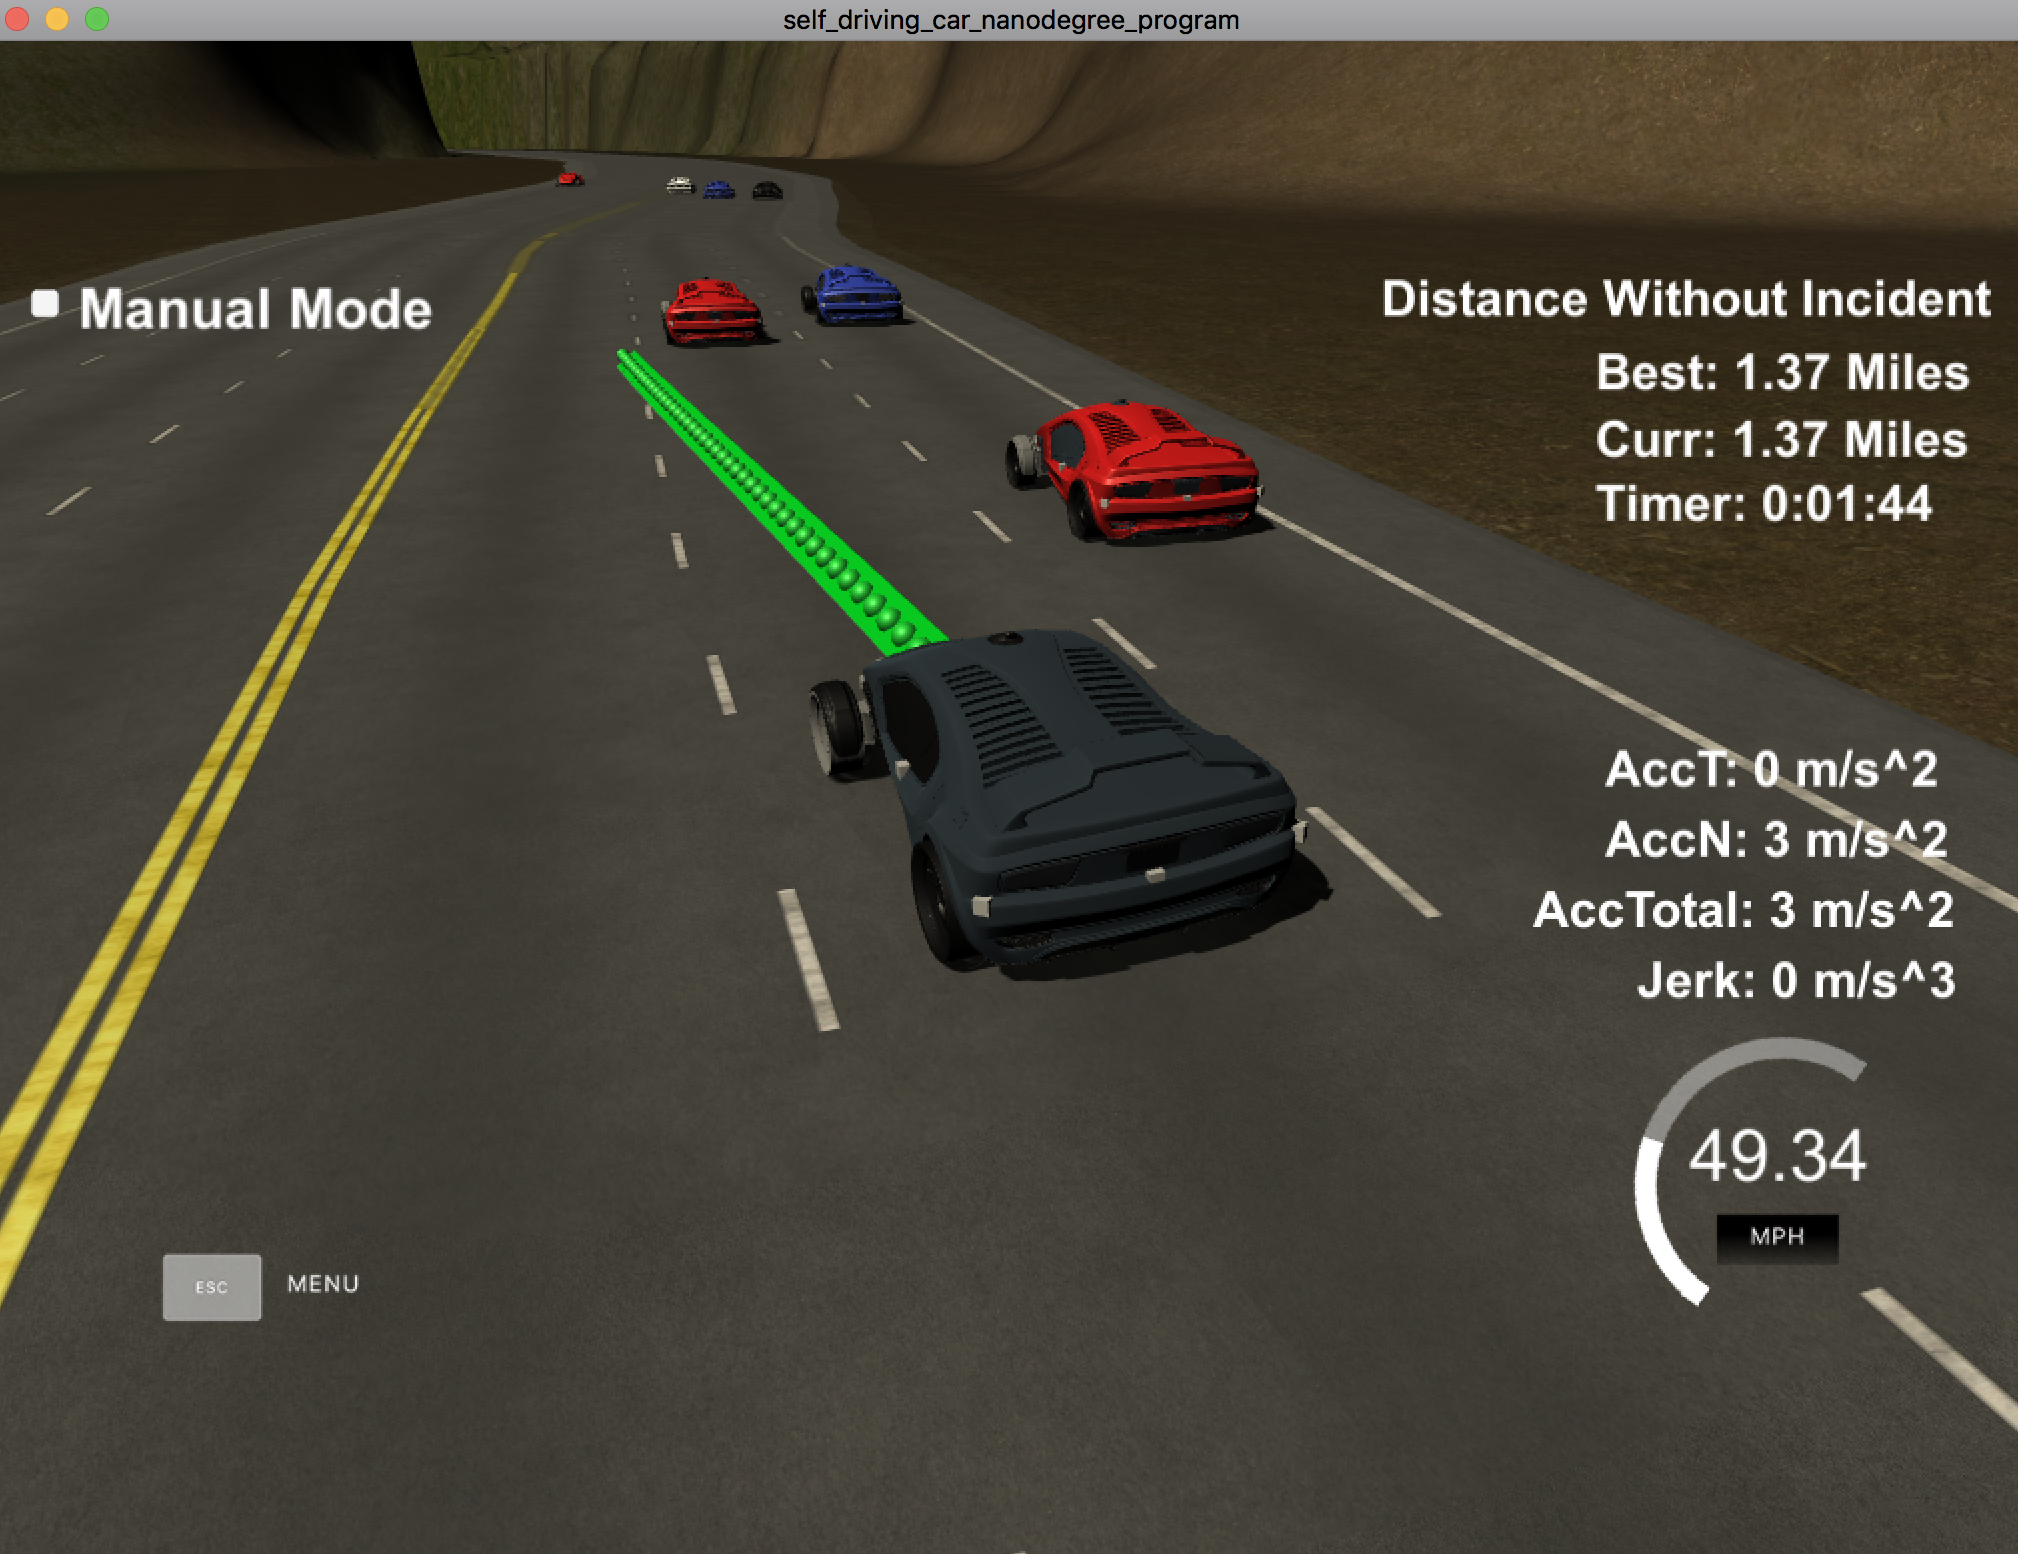 self_driving_car_nanodegree_program
Manual Mode
Distance Without Incident
Best: 1.37 Miles
Curr: 1.37 Miles
Timer: 0:01:44
AccT: 0 m/s^2
AccN: 3 m/s^2
AccTotal: 3 m/s^2
Jerk: 0 m/s^3
49.34
MPH
ESC MENU